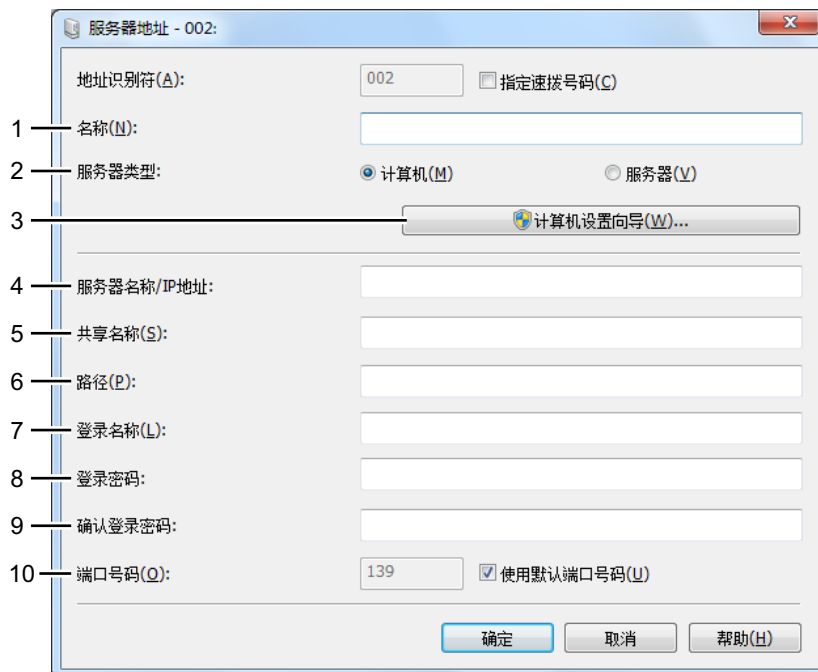 服务器地址 - 002:
地址识别符(A): 002 指定速拨号码(C)
1 名称(N):
2 服务器类型: 计算机(M) 服务器(V)
3 计算机设置向导(W)...
4 服务器名称/IP地址:
5 共享名称(S):
6 路径(P):
7 登录名称(L):
8 登录密码:
9 确认登录密码:
10 端口号码(O): 139 使用默认端口号码(U)
确定 取消 帮助(H)